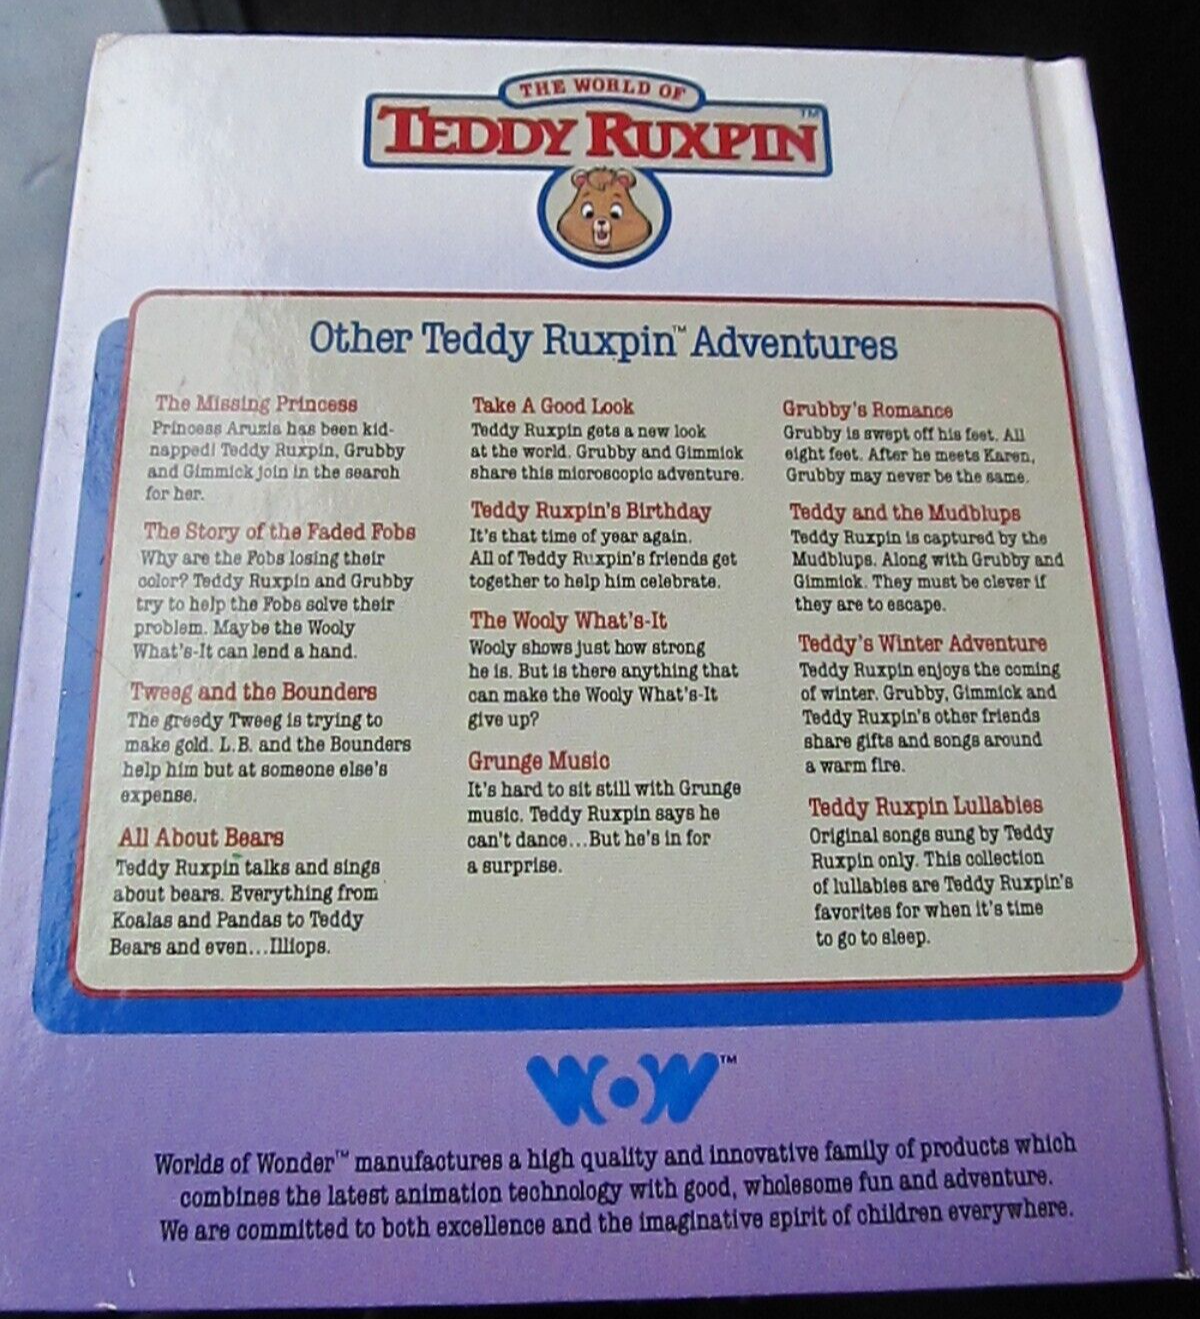 THE WORLD OF
TEDDY RUXPIN™
Other Teddy Ruxpin™ Adventures
The Missing Princess
Princess Aruzia has been kid-
napped! Teddy Ruxpin, Grubby
and Gimmick join in the search
for her.
The Story of the Faded Fobs
Why are the Fobs losing their
color? Teddy Ruxpin and Grubby
try to help the Fobs solve their
problem. Maybe the Wooly
What's-It can lend a hand.
Tweeg and the Bounders
The greedy Tweeg is trying to
make gold. L.B. and the Bounders
help him but at someone else's
expense.
All About Bears
Teddy Ruxpin talks and sings
about bears. Everything from
Koalas and Pandas to Teddy
Bears and even...Illiops.
Take A Good Look
Teddy Ruxpin gets a new look
at the world. Grubby and Gimmick
share this microscopic adventure.
Teddy Ruxpin's Birthday
It's that time of year again.
All of Teddy Ruxpin's friends get
together to help him celebrate.
The Wooly What's-It
Wooly shows just how strong
he is. But is there anything that
can make the Wooly What's-It
give up?
Grunge Music
It's hard to sit still with Grunge
music. Teddy Ruxpin says he
can't dance...But he's in for
a surprise.
Grubby's Romance
Grubby is swept off his feet. All
eight feet. After he meets Karen,
Grubby may never be the same.
Teddy and the Mudblups
Teddy Ruxpin is captured by the
Mudblups. Along with Grubby and
Gimmick. They must be clever if
they are to escape.
Teddy's Winter Adventure
Teddy Ruxpin enjoys the coming
of winter. Grubby, Gimmick and
Teddy Ruxpin's other friends
share gifts and songs around
a warm fire.
Teddy Ruxpin Lullabies
Original songs sung by Teddy
Ruxpin only. This collection
of lullabies are Teddy Ruxpin's
favorites for when it's time
to go to sleep.
WOW™
Worlds of Wonder™ manufactures a high quality and innovative family of products which
combines the latest animation technology with good, wholesome fun and adventure.
We are committed to both excellence and the imaginative spirit of children everywhere.